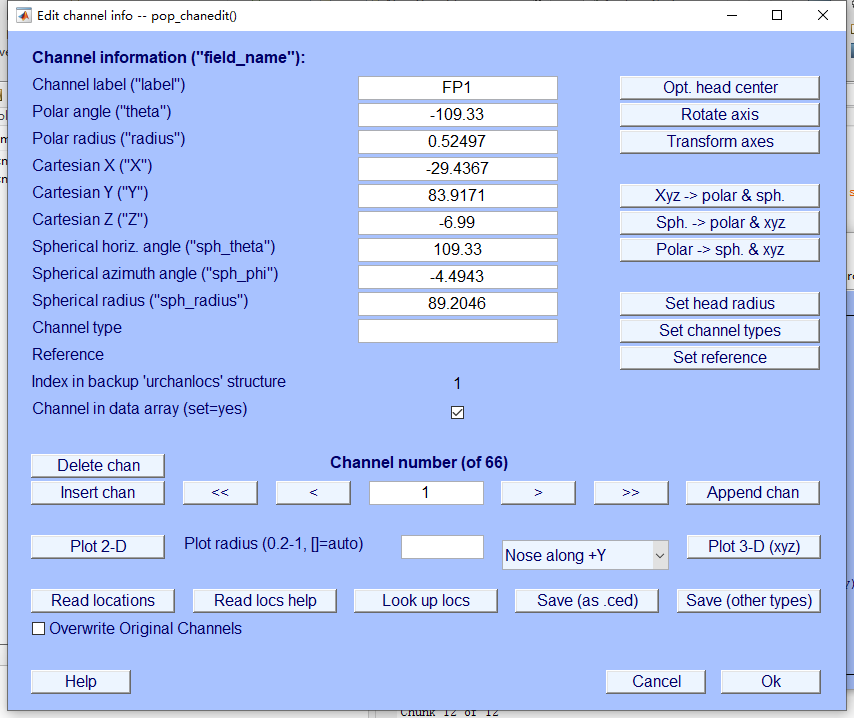 Edit channel info -- pop_chanedit()
Channel information ("field_name"):
Channel label ("label") FP1 Opt. head center
Polar angle ("theta") -109.33 Rotate axis
Polar radius ("radius") 0.52497 Transform axes
Cartesian X ("X") -29.4367
Cartesian Y ("Y") 83.9171 Xyz -> polar & sph.
Cartesian Z ("Z") -6.99 Sph. -> polar & xyz
Spherical horiz. angle ("sph_theta") 109.33 Polar -> sph. & xyz
Spherical azimuth angle ("sph_phi") -4.4943
Spherical radius ("sph_radius") 89.2046 Set head radius
Channel type Set channel types
Reference Set reference
Index in backup 'urchanlocs' structure 1
Channel in data array (set=yes)
Delete chan Channel number (of 66)
Insert chan << < 1 > >> Append chan
Plot 2-D Plot radius (0.2-1, []=auto) Nose along +Y Plot 3-D (xyz)
Read locations Read locs help Look up locs Save (as .ced) Save (other types)
Overwrite Original Channels
Help Cancel Ok
Chunk 12 of 12